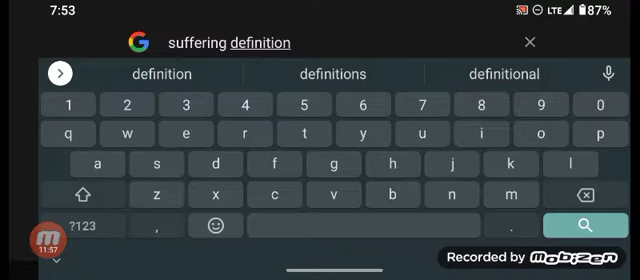 7:53 LTE 87%
suffering definition
definition definitions definitional
1 2 3 4 5 6 7 8 9 0
q w e r t y u i o p
a s d f g h j k l
z x c v b n m
?123 , .
11:57
Recorded by mobizen